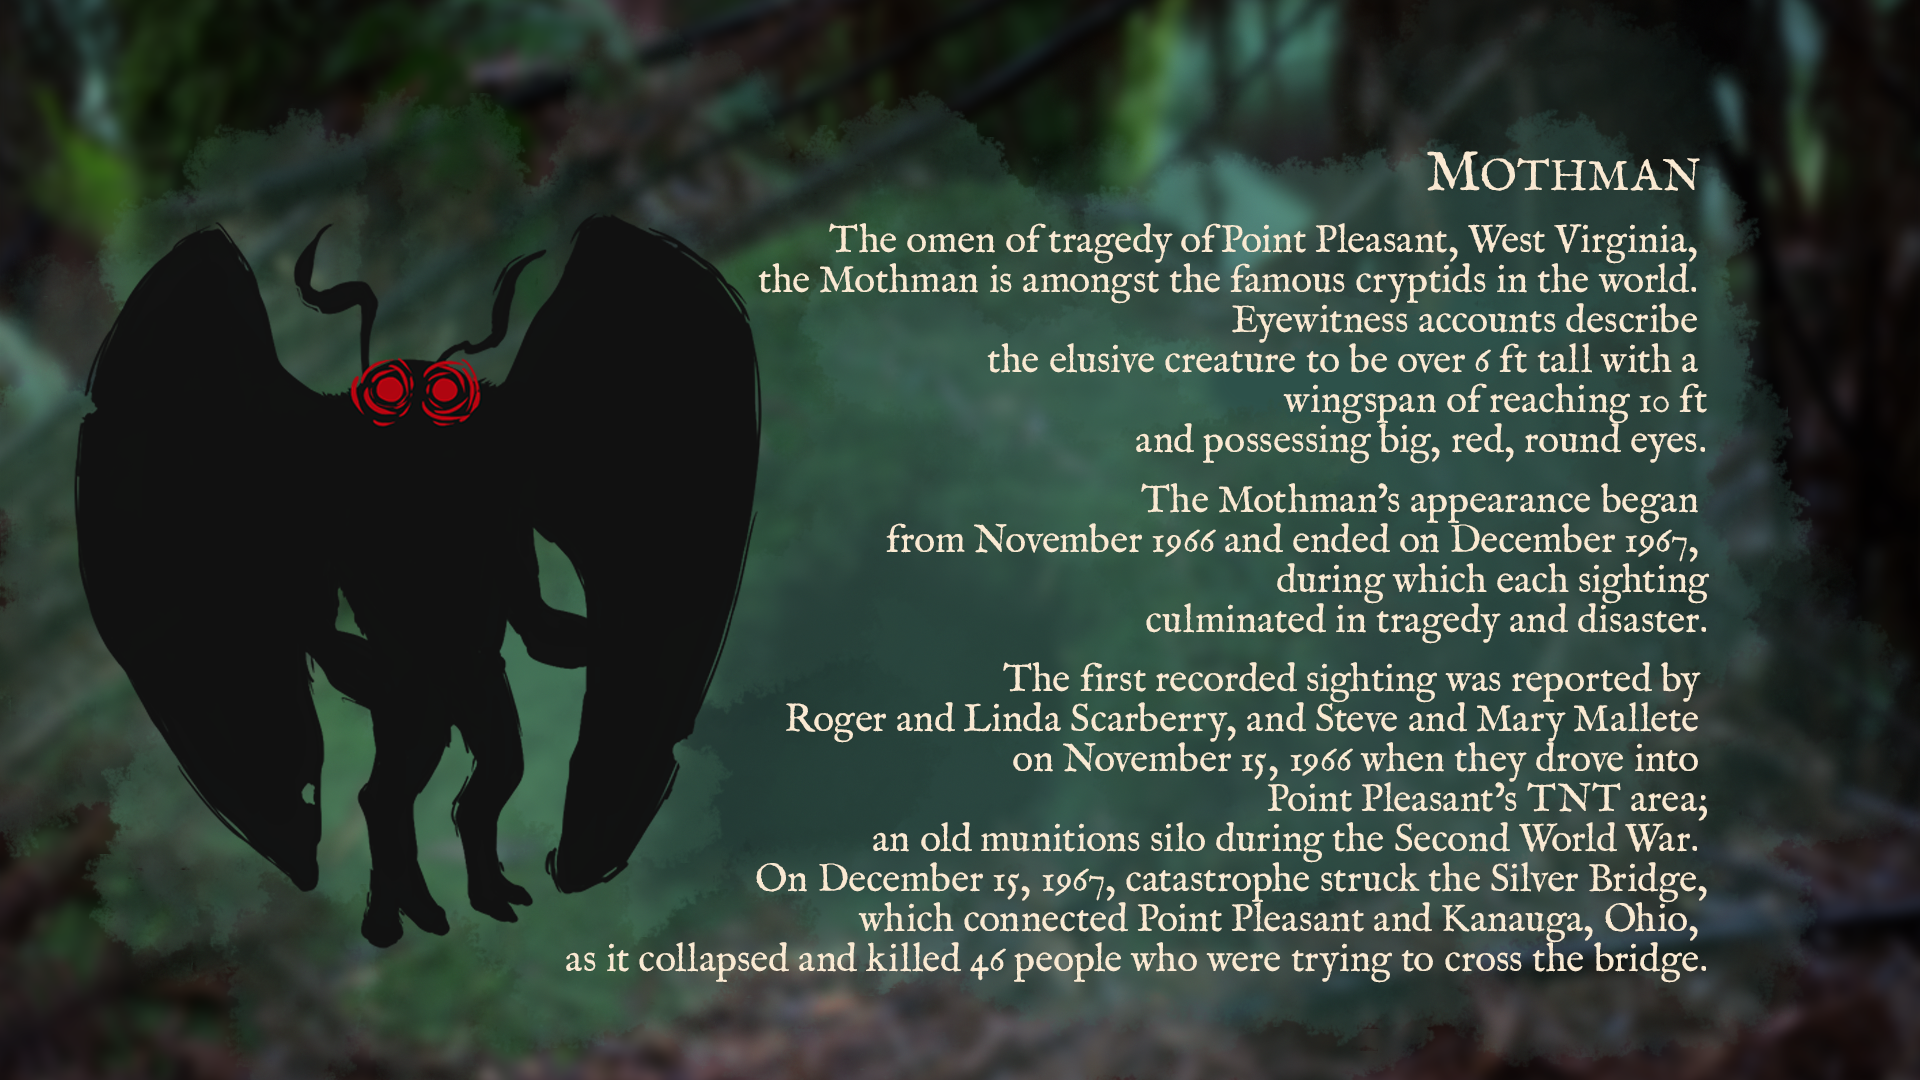 Mothman
The omen of tragedy of Point Pleasant, West Virginia,
the Mothman is amongst the famous cryptids in the world.
Eyewitness accounts describe
the elusive creature to be over 6 ft tall with a
wingspan of reaching 10 ft
and possessing big, red, round eyes.
The Mothman's appearance began
from November 1966 and ended on December 1967,
during which each sighting
culminated in tragedy and disaster.
The first recorded sighting was reported by
Roger and Linda Scarberry, and Steve and Mary Mallete
on November 15, 1966 when they drove into
Point Pleasant's TNT area;
an old munitions silo during the Second World War.
On December 15, 1967, catastrophe struck the Silver Bridge,
which connected Point Pleasant and Kanauga, Ohio,
as it collapsed and killed 46 people who were trying to cross the bridge.